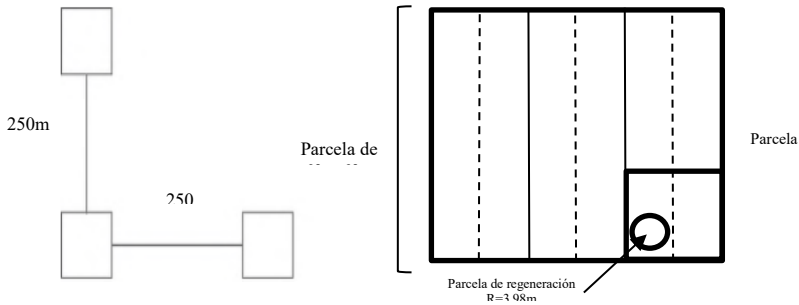 250m
250
Parcela de
Parcela
Parcela de regeneración
R=3.98m